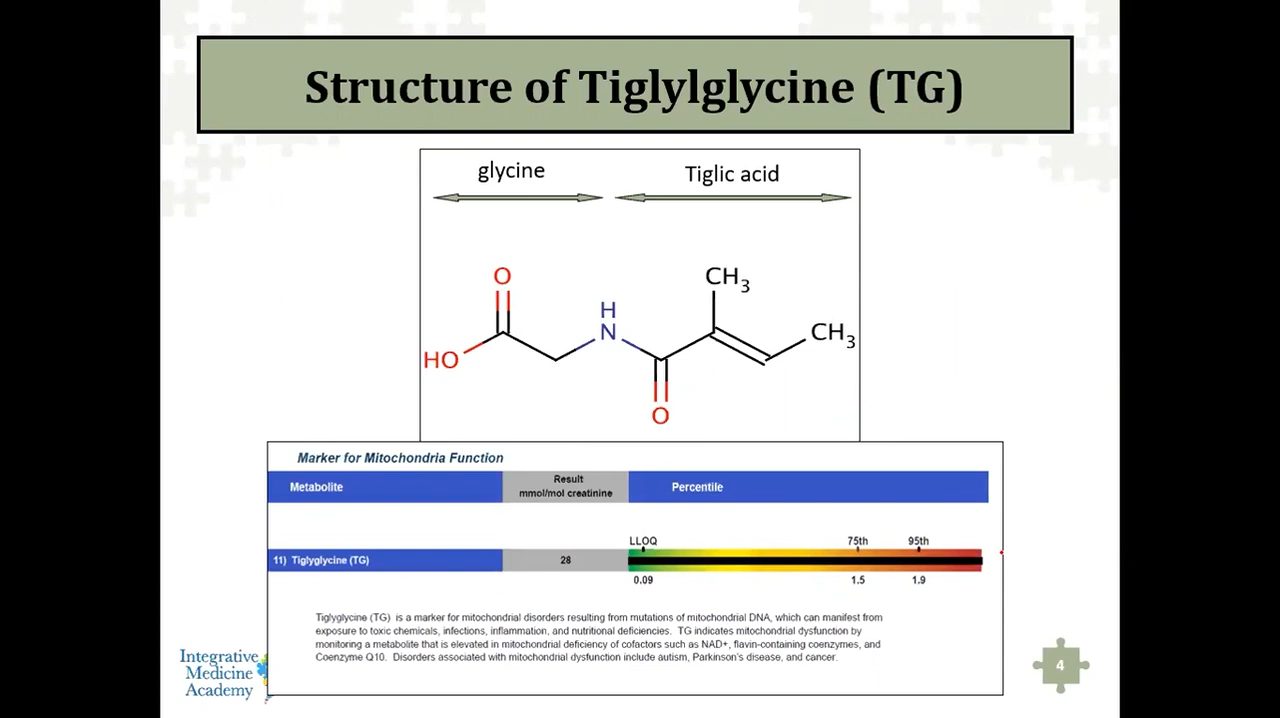 Structure of Tiglylglycine (TG)
glycine
Tiglic acid
O
CH3
H
N
CH3
HO
O
Marker for Mitochondria Function
Metabolite
Result
mmol/mol creatinine
Percentile
LLOQ
75th
95th
11) Tiglyglycine (TG)
28
0.09
1.5
1.9
Tiglyglycine (TG) is a marker for mitochondrial disorders resulting from mutations of mitochondrial DNA, which can manifest from
exposure to toxic chemicals, infections, inflammation, and nutritional deficiencies. TG indicates mitochondrial dysfunction by
monitoring a metabolite that is elevated in mitochondrial deficiency of cofactors such as NAD+, flavin-containing coenzymes, and
Coenzyme Q10. Disorders associated with mitochondrial dysfunction include autism, Parkinson's disease, and cancer.
Integrative
Medicine
Academy
4